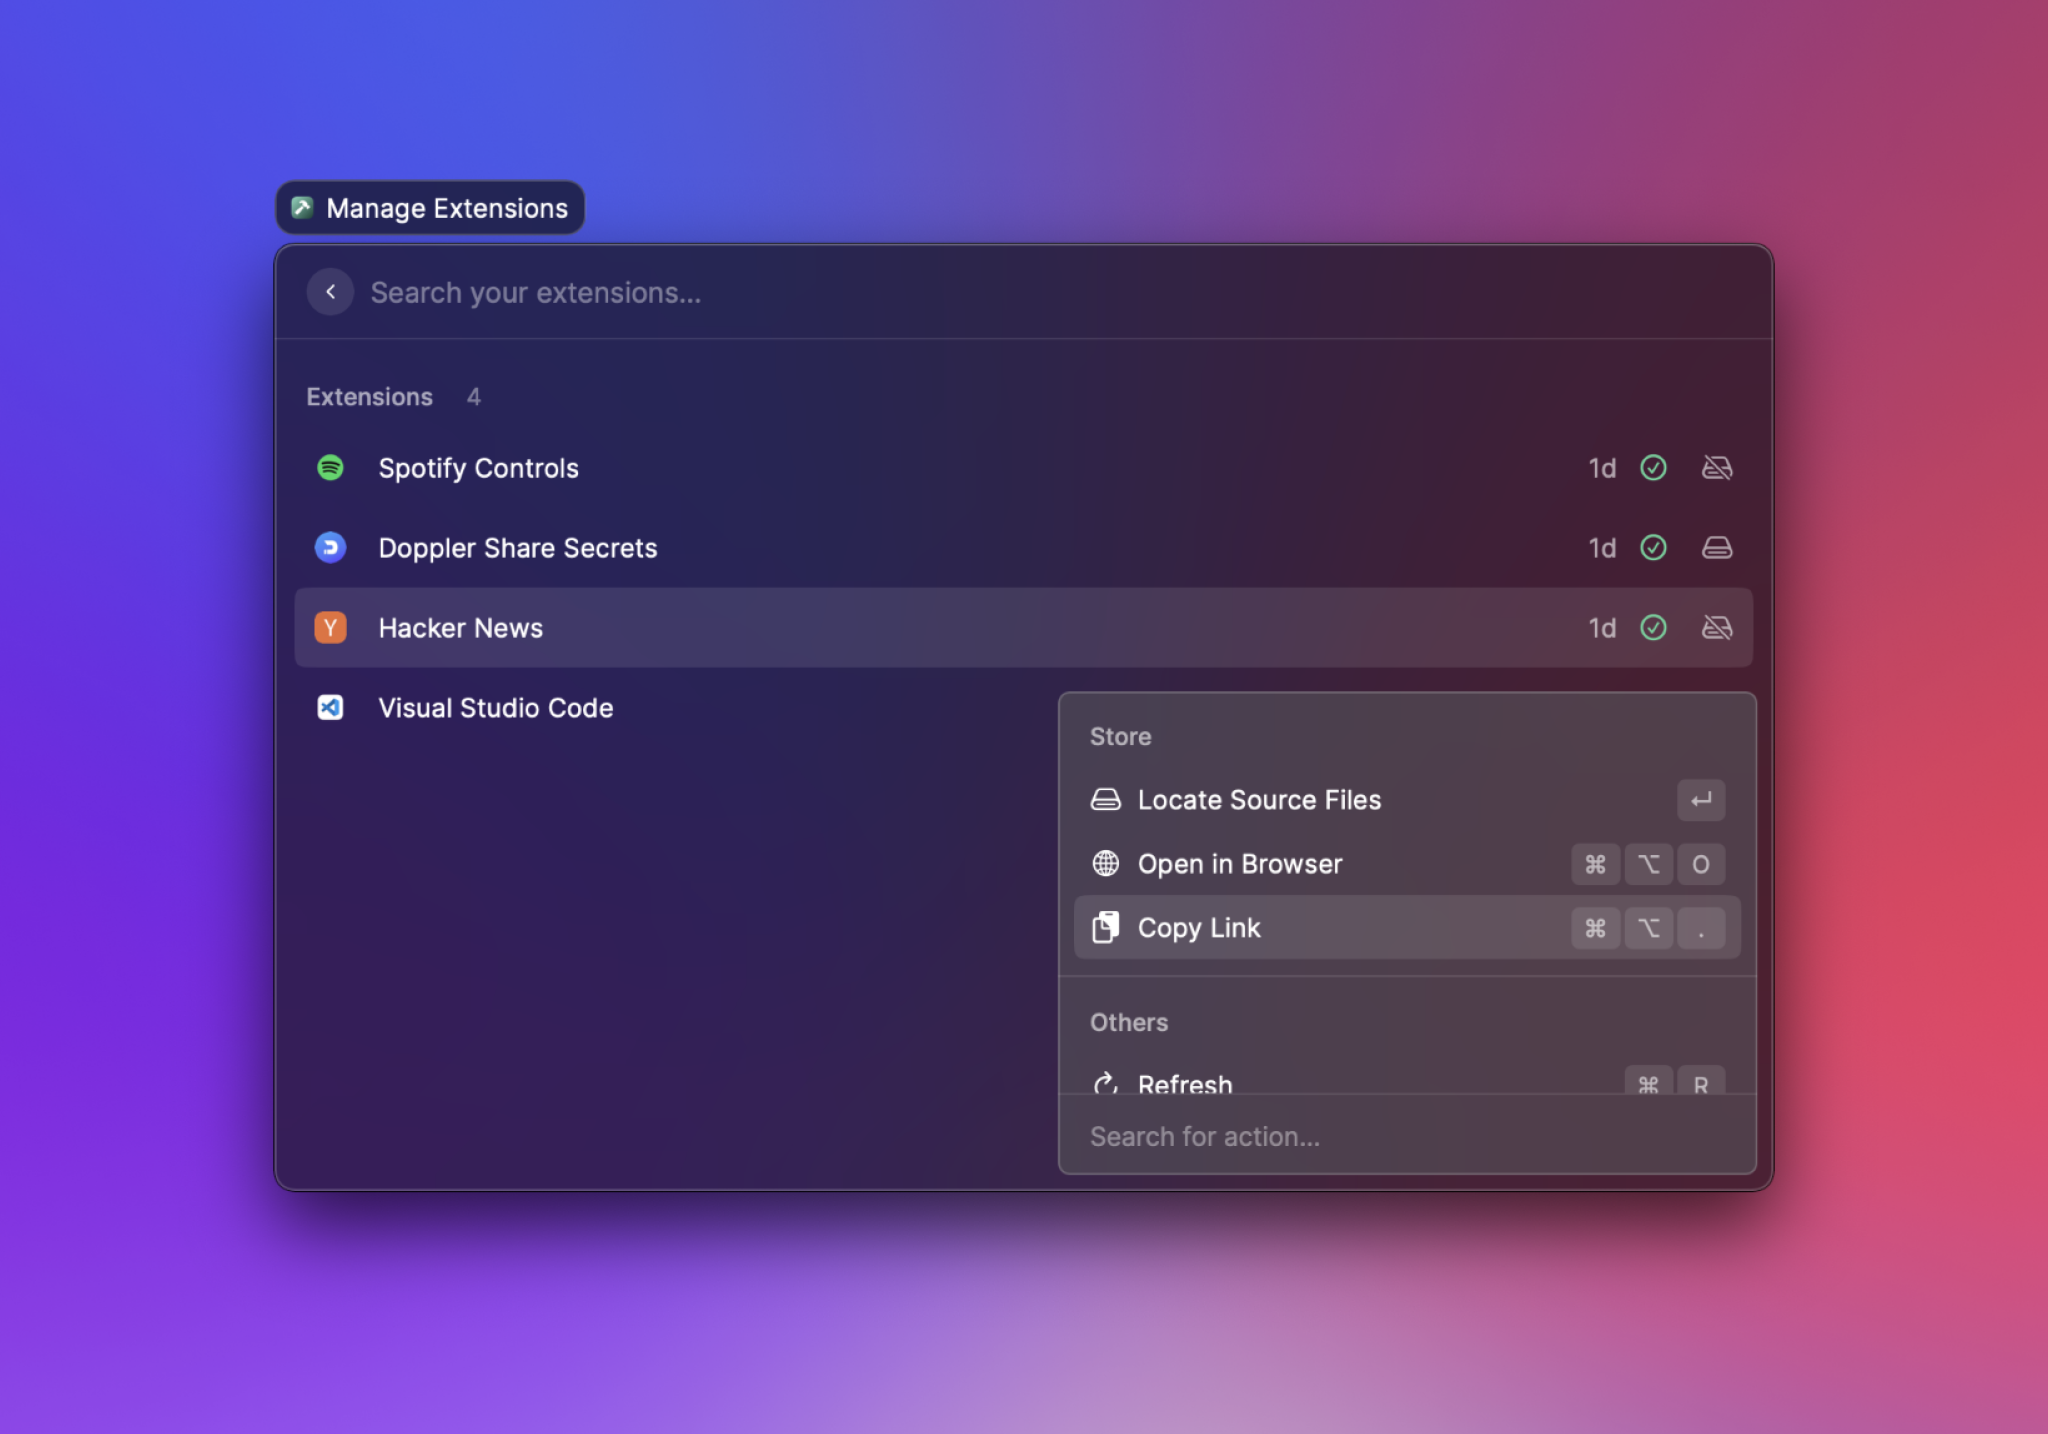 Manage Extensions
Search your extensions...
Extensions 4
Spotify Controls 1d
Doppler Share Secrets 1d
Y Hacker News 1d
Visual Studio Code
Store
Locate Source Files ↵
Open in Browser ⌘ ⌥ O
Copy Link ⌘ ⌥ .
Others
Refresh ⌘ R
Search for action...